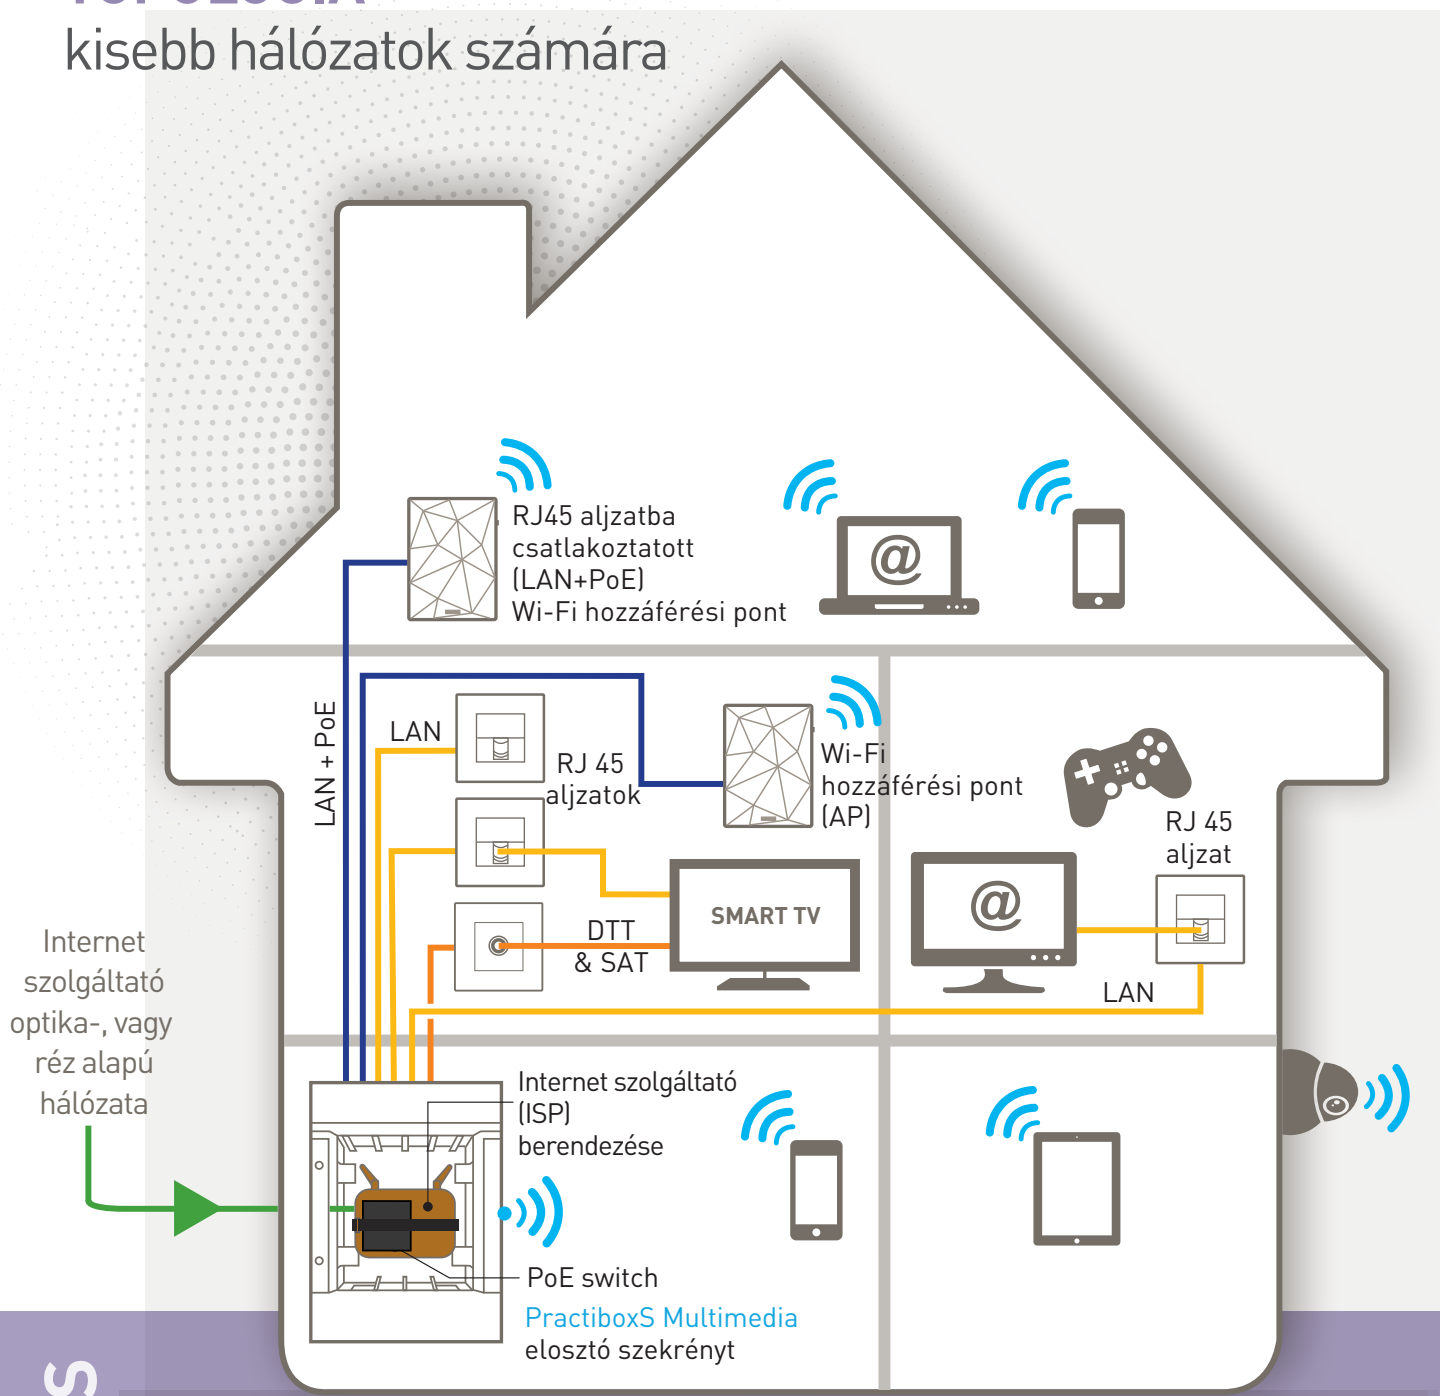 kisebb hálózatok számára
RJ45 aljzatba
csatlakoztatott
(LAN+PoE)
Wi-Fi hozzáférési pont
@
LAN + PoE
LAN
RJ 45
aljzatok
Wi-Fi
hozzáférési pont
(AP)
RJ 45
aljzat
SMART TV
@
DTT
& SAT
LAN
Internet
szolgáltató
optika-, vagy
réz alapú
hálózata
Internet szolgáltató
(ISP)
berendezése
PoE switch
PractiboxS Multimedia
elosztó szekrényt
S